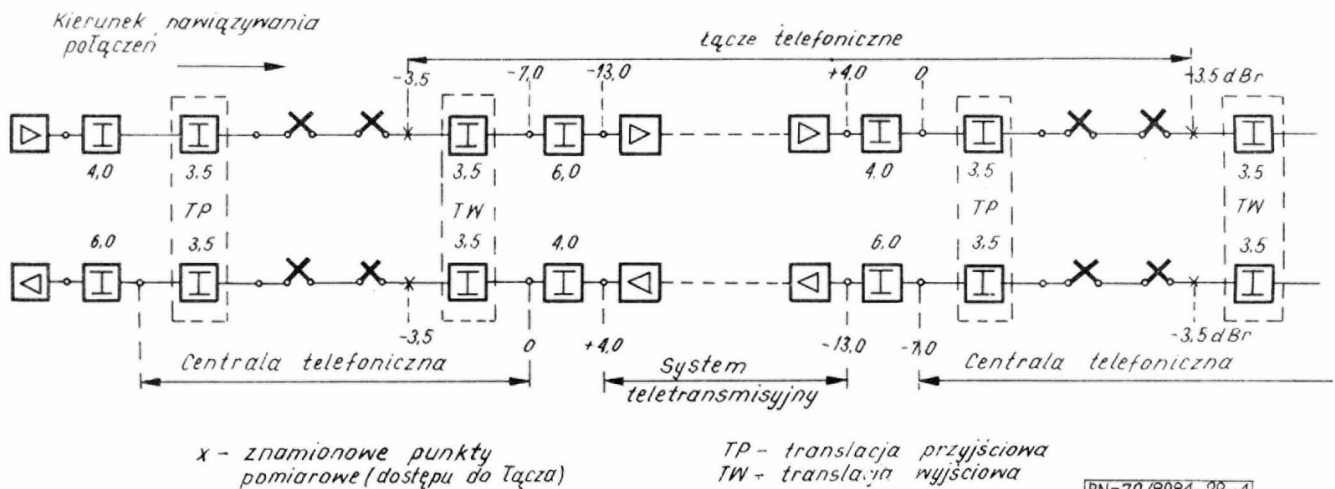 Kierunek nawiązywania
połączeń
łącze telefoniczne
-3,5
-7,0
-13,0
+4,0
0
-3,5 dBr
4,0
3,5
3,5
6,0
4,0
3,5
3,5
TP
TW
TP
TW
6,0
3,5
3,5
4,0
6,0
3,5
3,5
-3,5
0
+4,0
-13,0
-7,0
-3,5 dBr
Centrala telefoniczna
System
teletransmisyjny
Centrala telefoniczna
x - znamionowe punkty
pomiarowe (dostępu do łącza)
TP - translacja przyjściowa
TW - translacja wyjściowa